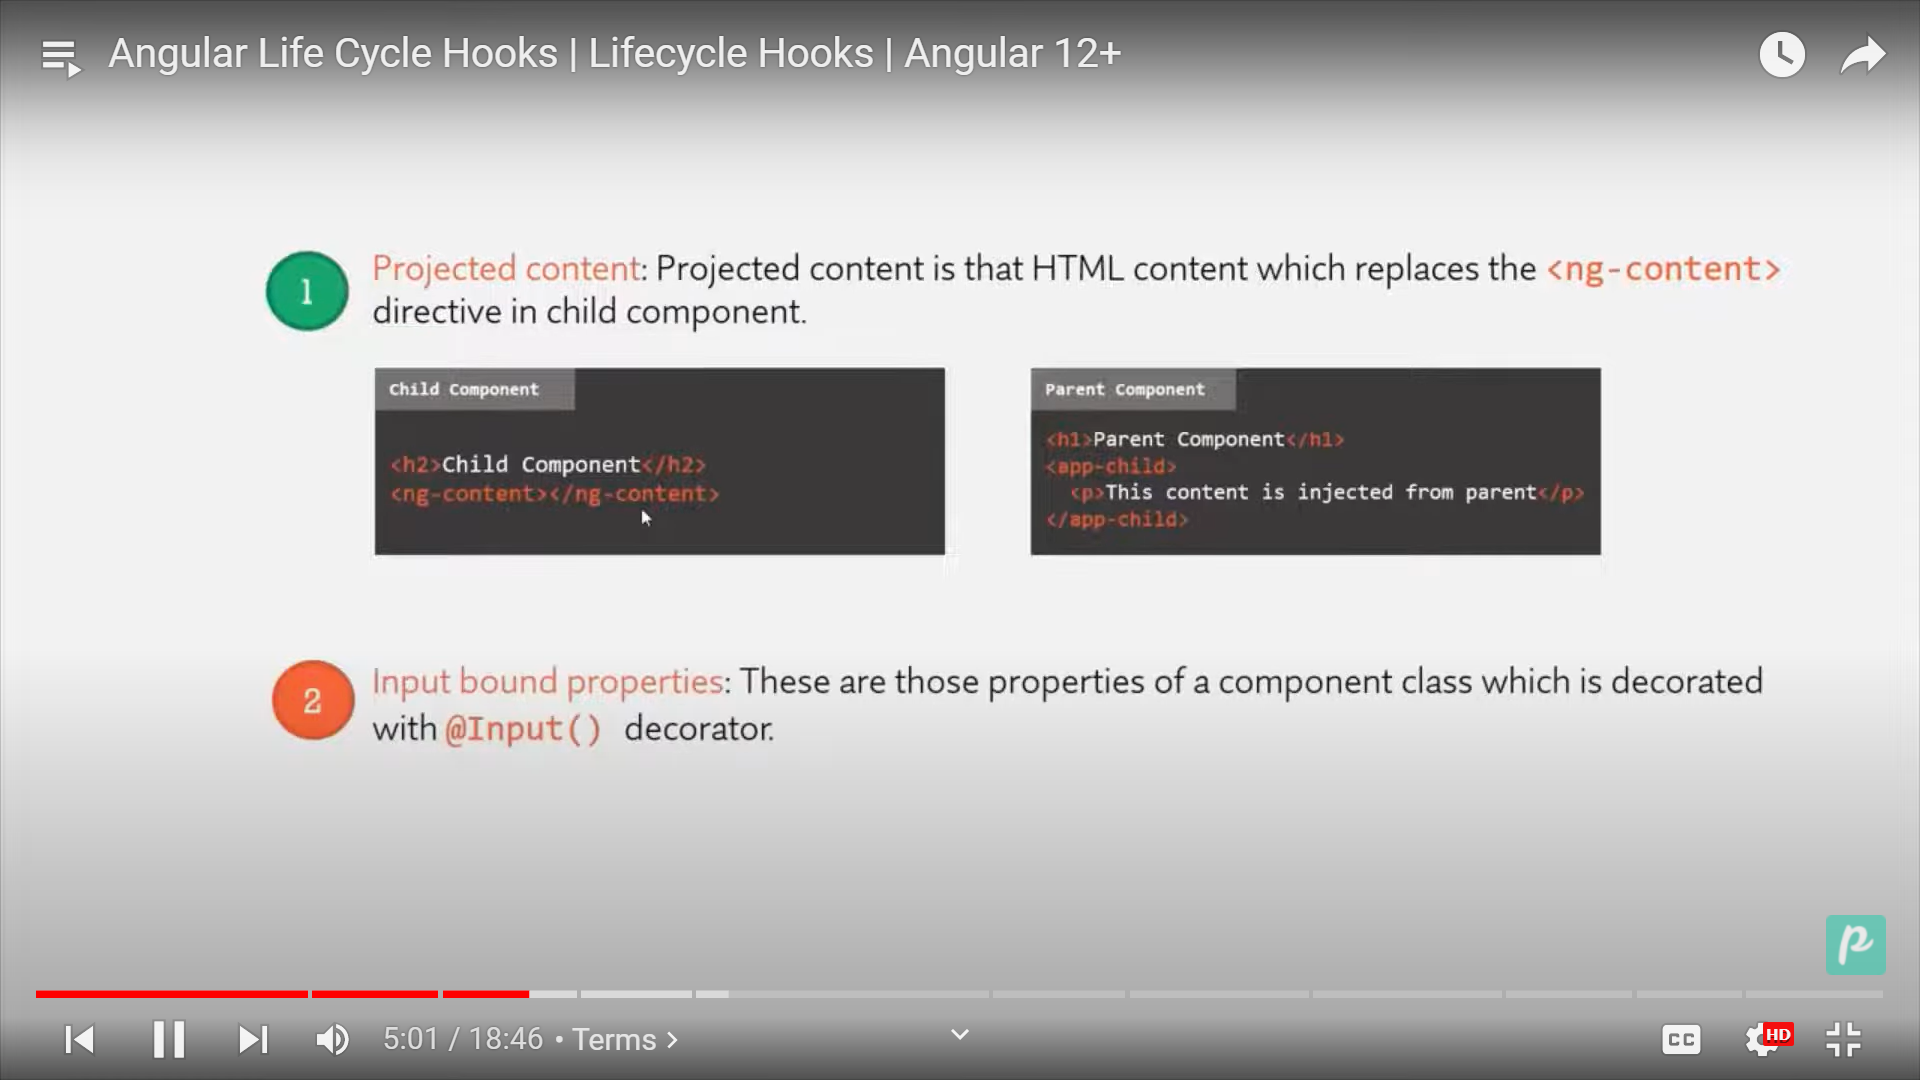 Angular Life Cycle Hooks | Lifecycle Hooks | Angular 12+
1
Projected content: Projected content is that HTML content which replaces the <ng-content>
directive in child component.
Child Component
<h2>Child Component</h2>
<ng-content></ng-content>
Parent Component
<h1>Parent Component</h1>
<app-child>
<p>This content is injected from parent</p>
</app-child>
2
Input bound properties: These are those properties of a component class which is decorated
with @Input() decorator.
p
5:01 / 18:46 • Terms >
CC
HD